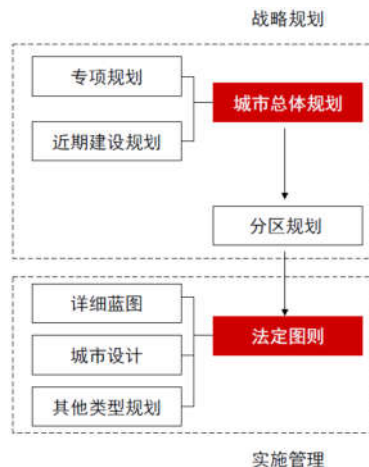 战略规划
专项规划
城市总体规划
近期建设规划
分区规划
详细蓝图
城市设计
法定图则
其他类型规划
实施管理